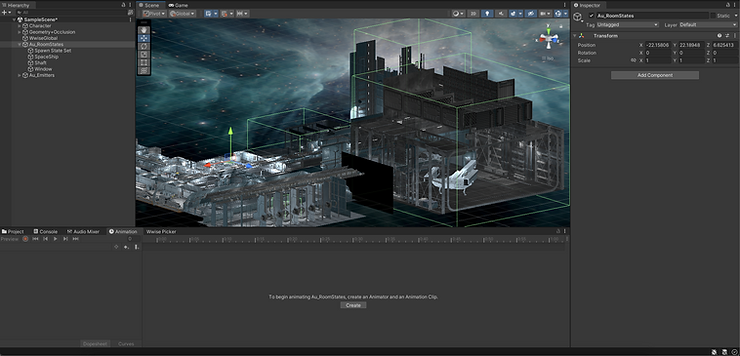 Hierarchy
SampleScene*
Character
Geometry+Occlusion
WwiseGlobal
Au_RoomStates
Spawn State Set
SpaceShip
Shaft
Window
Au_Emitters
Scene
Game
Pivot
Global
2D
Inspector
Au_RoomStates
Static
Tag Untagged
Layer Default
Transform
Position X -22.15806 Y 22.18948 Z 6.625413
Rotation X 0 Y 0 Z 0
Scale X 1 Y 1 Z 1
Add Component
Project
Console
Audio Mixer
Animation
Wwise Picker
Preview
To begin animating Au_RoomStates, create an Animator and an Animation Clip.
Create
Dopesheet
Curves